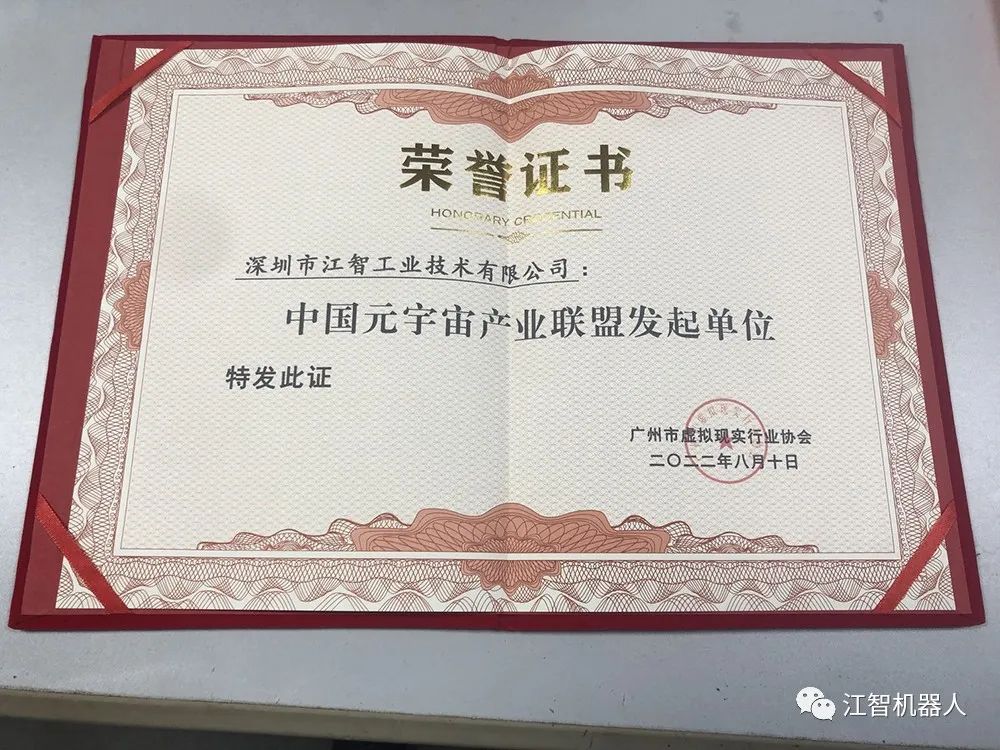 荣誉证书
HONORARY CREDENTIAL
深圳市江智工业技术有限公司：
中国元宇宙产业联盟发起单位
特发此证
广州市虚拟现实行业协会
二〇二二年八月十日
江智机器人